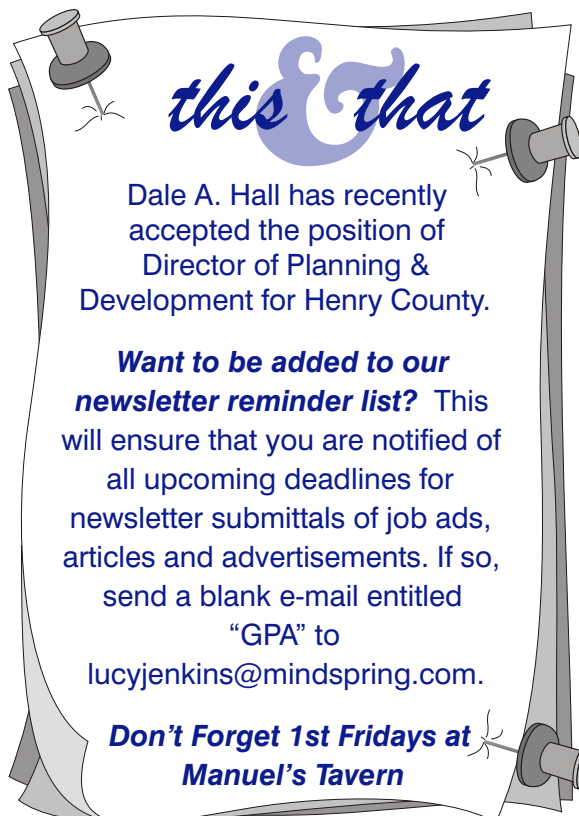 this & that
Dale A. Hall has recently
accepted the position of
Director of Planning &
Development for Henry County.
Want to be added to our
newsletter reminder list?  This
will ensure that you are notified of
all upcoming deadlines for
newsletter submittals of job ads,
articles and advertisements. If so,
send a blank e-mail entitled
“GPA” to
lucyjenkins@mindspring.com.
Don’t Forget 1st Fridays at
Manuel’s Tavern